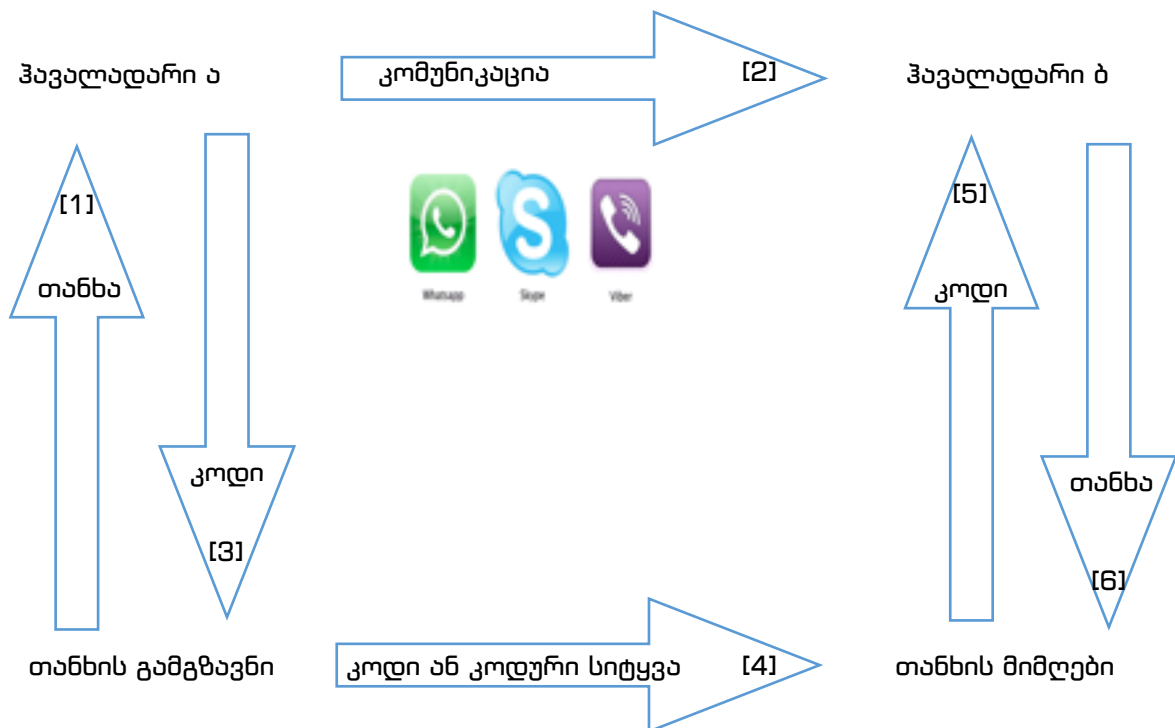 ჰავალადარი ა
კომუნიკაცია [2]
ჰავალადარი ბ
[1]
თანხა
[5]
კოდი
Whatsapp
Skype
Viber
კოდი
[3]
თანხა
[6]
თანხის გამგზავნი
კოდი ან კოდური სიტყვა [4]
თანხის მიმღები